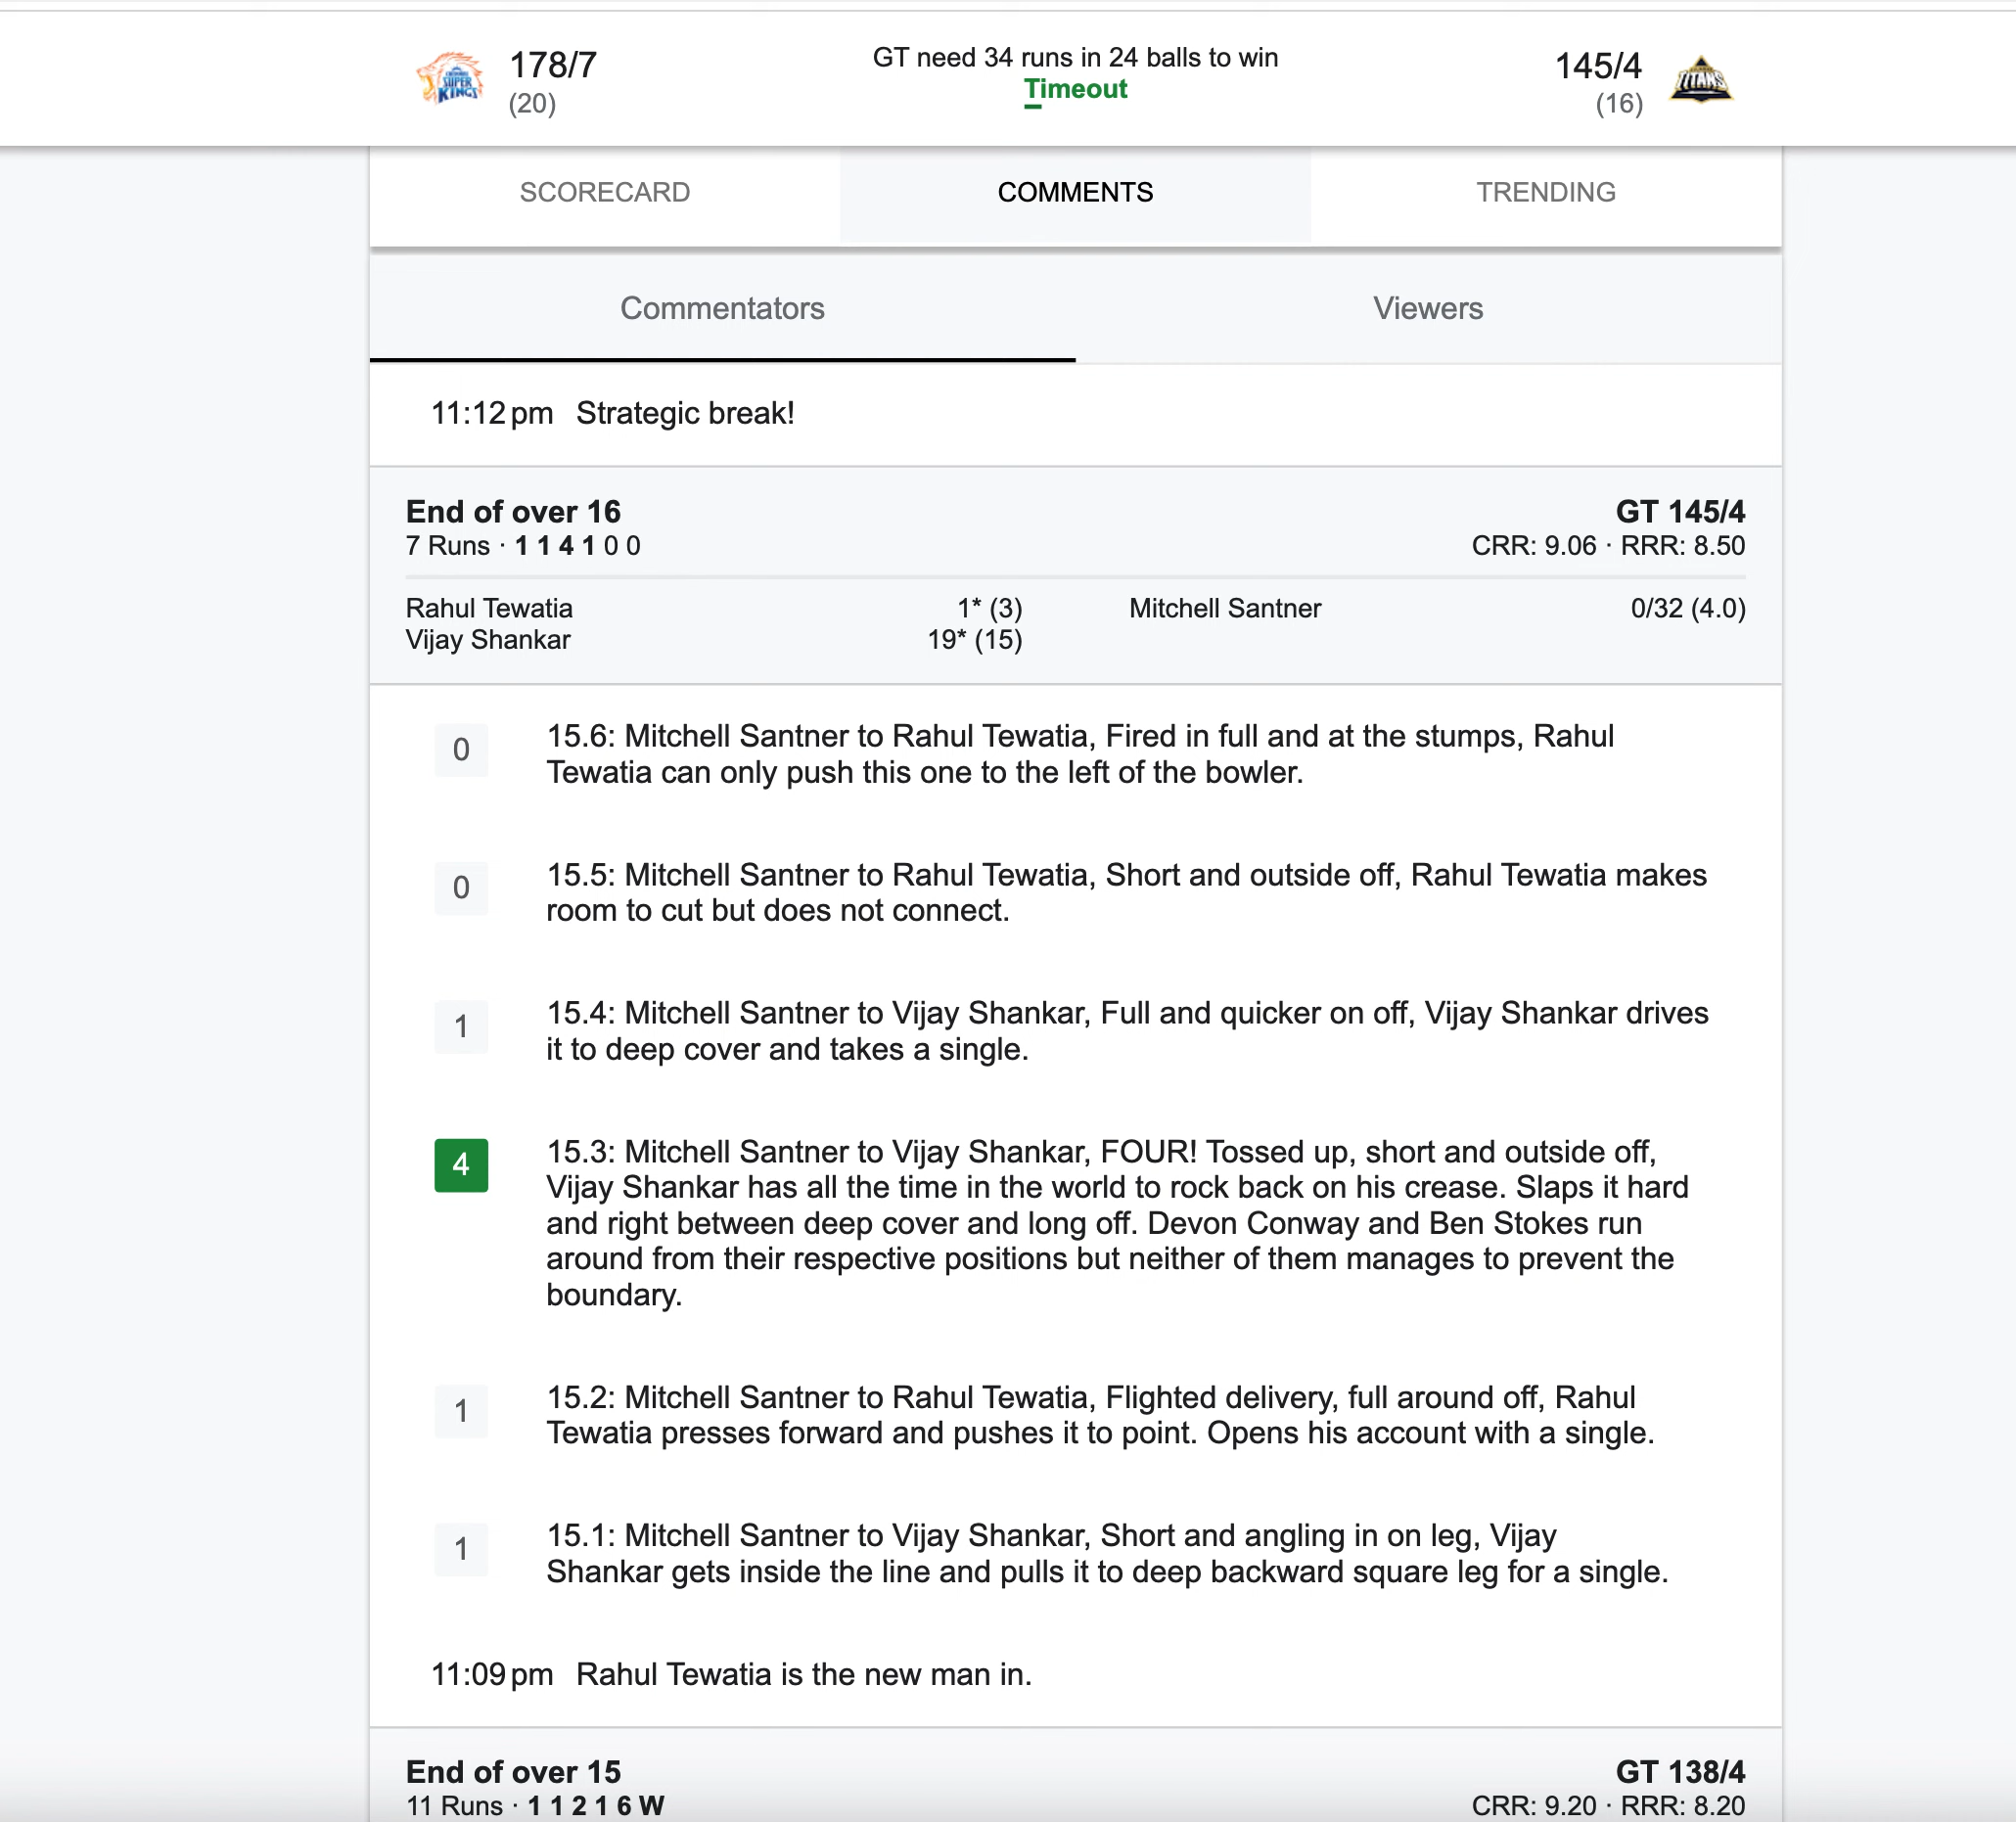 178/7
(20)
GT need 34 runs in 24 balls to win
Timeout
145/4
(16)
SUPER
KINGS
TITANS
SCORECARD
COMMENTS
TRENDING
Commentators
Viewers
11:12 pm Strategic break!
End of over 16
GT 145/4
7 Runs · 1 1 4 1 0 0
CRR: 9.06 · RRR: 8.50
Rahul Tewatia 1* (3) Mitchell Santner 0/32 (4.0)
Vijay Shankar 19* (15)
0
15.6: Mitchell Santner to Rahul Tewatia, Fired in full and at the stumps, Rahul
Tewatia can only push this one to the left of the bowler.
0
15.5: Mitchell Santner to Rahul Tewatia, Short and outside off, Rahul Tewatia makes
room to cut but does not connect.
1
15.4: Mitchell Santner to Vijay Shankar, Full and quicker on off, Vijay Shankar drives
it to deep cover and takes a single.
4
15.3: Mitchell Santner to Vijay Shankar, FOUR! Tossed up, short and outside off,
Vijay Shankar has all the time in the world to rock back on his crease. Slaps it hard
and right between deep cover and long off. Devon Conway and Ben Stokes run
around from their respective positions but neither of them manages to prevent the
boundary.
1
15.2: Mitchell Santner to Rahul Tewatia, Flighted delivery, full around off, Rahul
Tewatia presses forward and pushes it to point. Opens his account with a single.
1
15.1: Mitchell Santner to Vijay Shankar, Short and angling in on leg, Vijay
Shankar gets inside the line and pulls it to deep backward square leg for a single.
11:09 pm Rahul Tewatia is the new man in.
End of over 15
GT 138/4
11 Runs · 1 1 2 1 6 W
CRR: 9.20 · RRR: 8.20